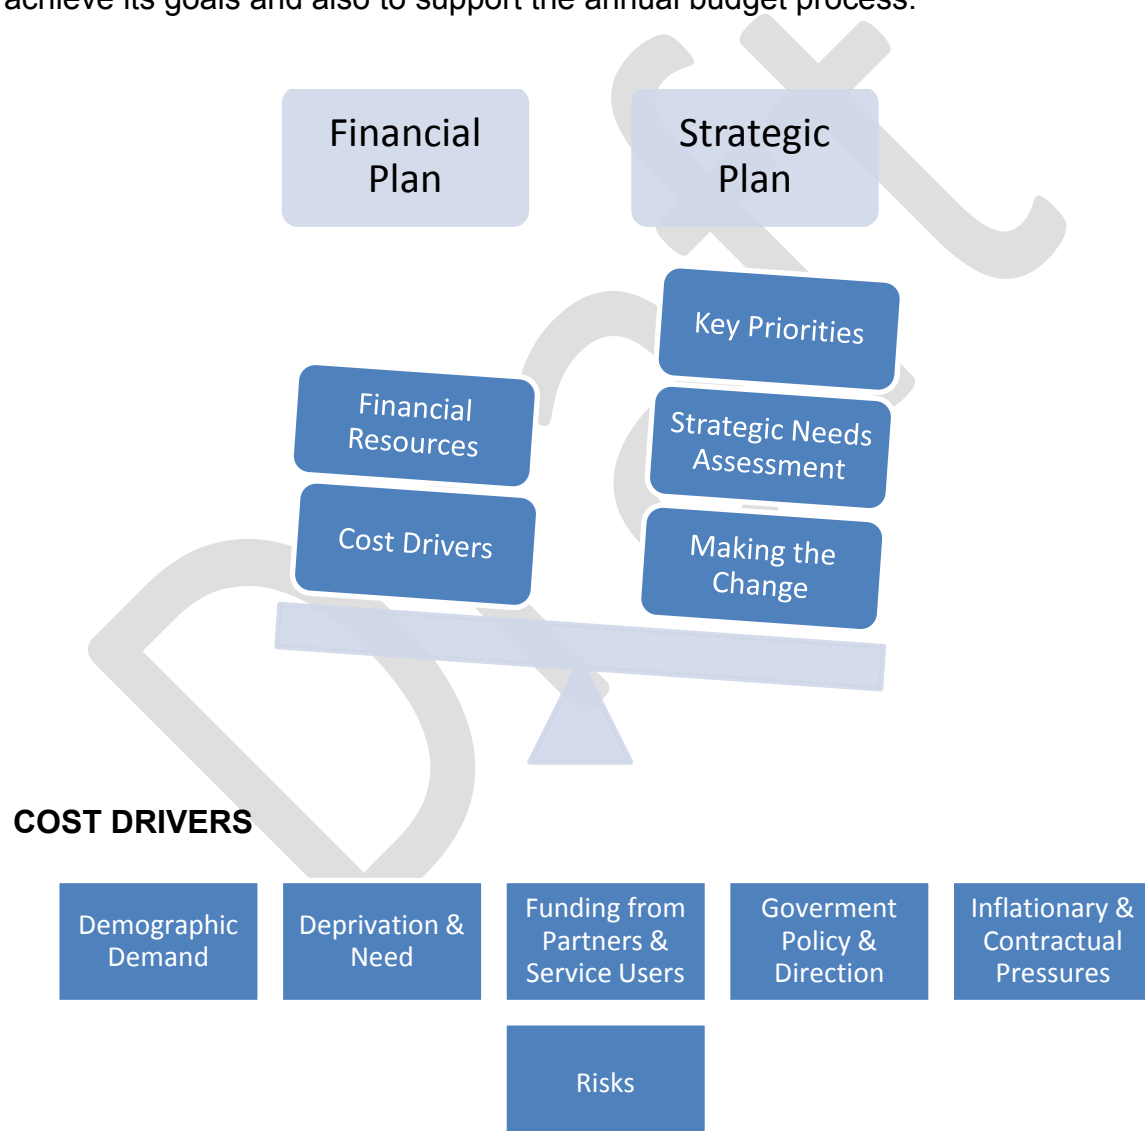 achieve its goals and also to support the annual budget process.
Financial
Plan
Strategic
Plan
Key Priorities
Financial
Resources
Strategic Needs
Assessment
Cost Drivers
Making the
Change
Draft
COST DRIVERS
Demographic
Demand
Deprivation &
Need
Funding from
Partners &
Service Users
Goverment
Policy &
Direction
Inflationary &
Contractual
Pressures
Risks